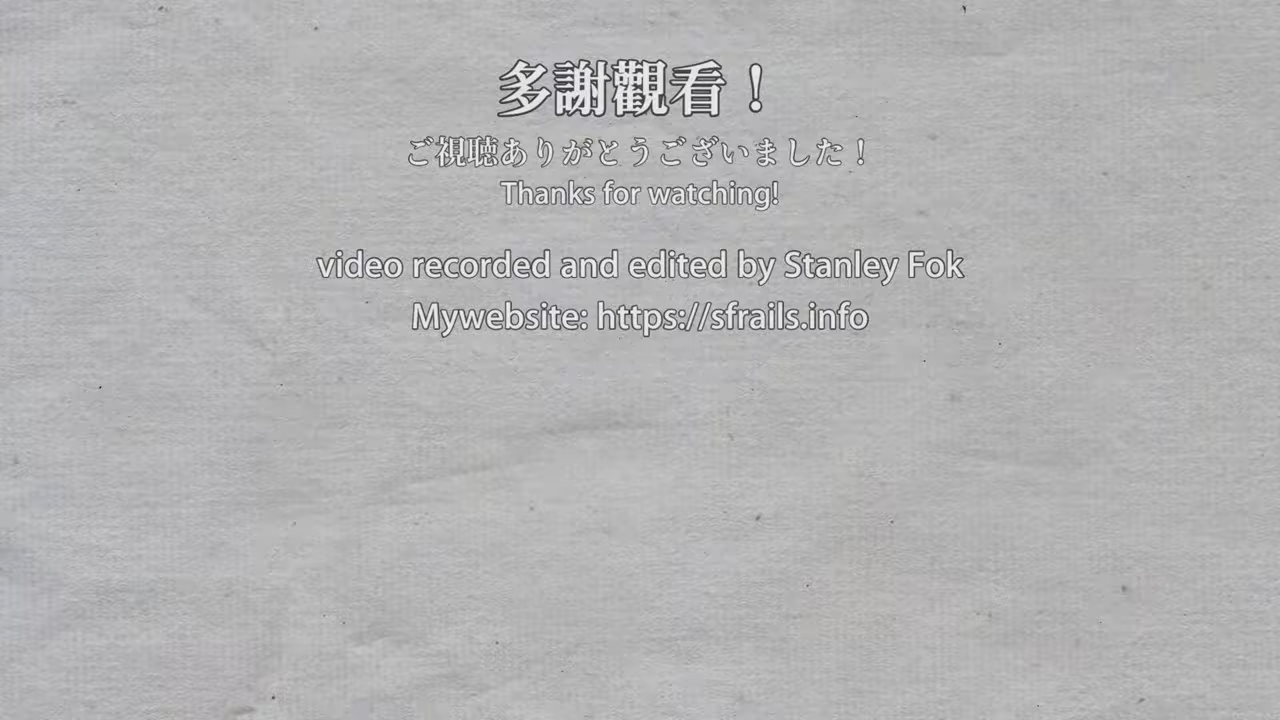 多謝觀看！
ご視聴ありがとうございました！
Thanks for watching!
video recorded and edited by Stanley Fok
Mywebsite: https://sfrails.info